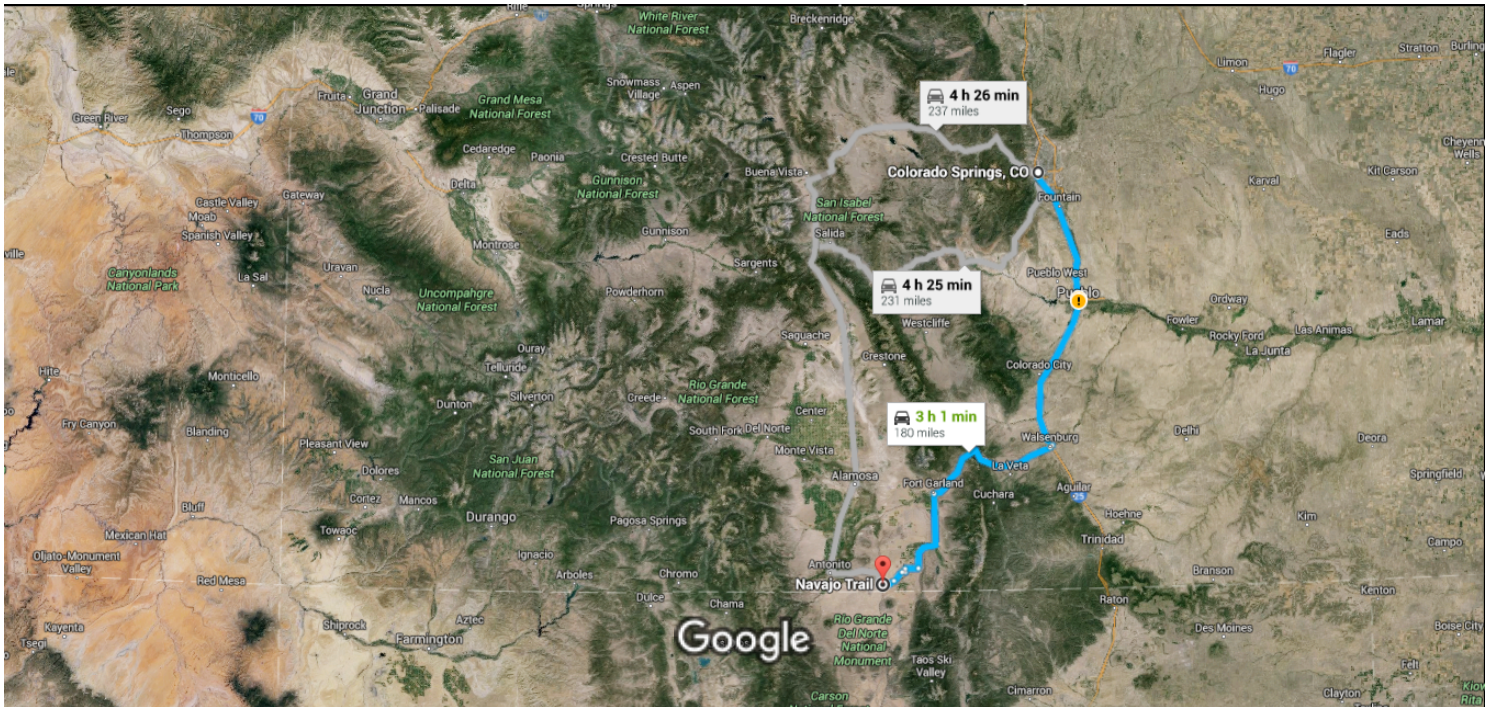 Rifle
Springs
White River
National Forest
Breckenridge
Limon
Flagler
Stratton
Burling
70
Hugo
Snowmass
Village
Aspen
4 h 26 min
237 miles
Fruita
Grand
Junction
Palisade
Grand Mesa
National Forest
Sego
Green River
70
Thompson
Cedaredge
Paonia
Crested Butte
Buena Vista
Colorado Springs, CO
Cheyenn
Wells
Kit Carson
Karval
Delta
Gunnison
National Forest
Gateway
Castle Valley
Moab
Spanish Valley
San Isabel
National Forest
Fountain
Salida
Gunnison
Montrose
Eads
ville
La Sal
Canyonlands
National Park
Uravan
Nucla
Sargents
Pueblo West
4 h 25 min
231 miles
Uncompahgre
National Forest
Powderhorn
Pueblo
Ordway
Fowler
Rocky Ford
Las Animas
Lamar
La Junta
Westcliffe
Saguache
Crestone
Ouray
Telluride
Colorado City
Hite
Monticello
Silverton
Creede
Rio Grande
National Forest
Dunton
3 h 1 min
180 miles
Center
Fry Canyon
Blanding
Pleasant View
South Fork
Del Norte
Monte Vista
Walsenburg
Delhi
Deora
San Juan
National Forest
Dolores
Alamosa
La Veta
Fort Garland
Cuchara
Aguilar
25
Springfield
Cortez
Mancos
Bluff
Durango
Pagosa Springs
Hoehne
Kim
Mexican Hat
Towaoc
Trinidad
Campo
Oljato-Monument
Valley
Ignacio
Antonito
Red Mesa
Arboles
Chromo
Navajo Trail
Branson
Kenton
Dulce
Chama
Raton
Kayenta
Shiprock
Aztec
Farmington
Google
Rio Grande
DelNorte
National
Monument
Des Moines
Boise City
Tsegi
Taos Ski
Valley
Felt
Carson
Cimarron
Clayton
Kiow
Rita